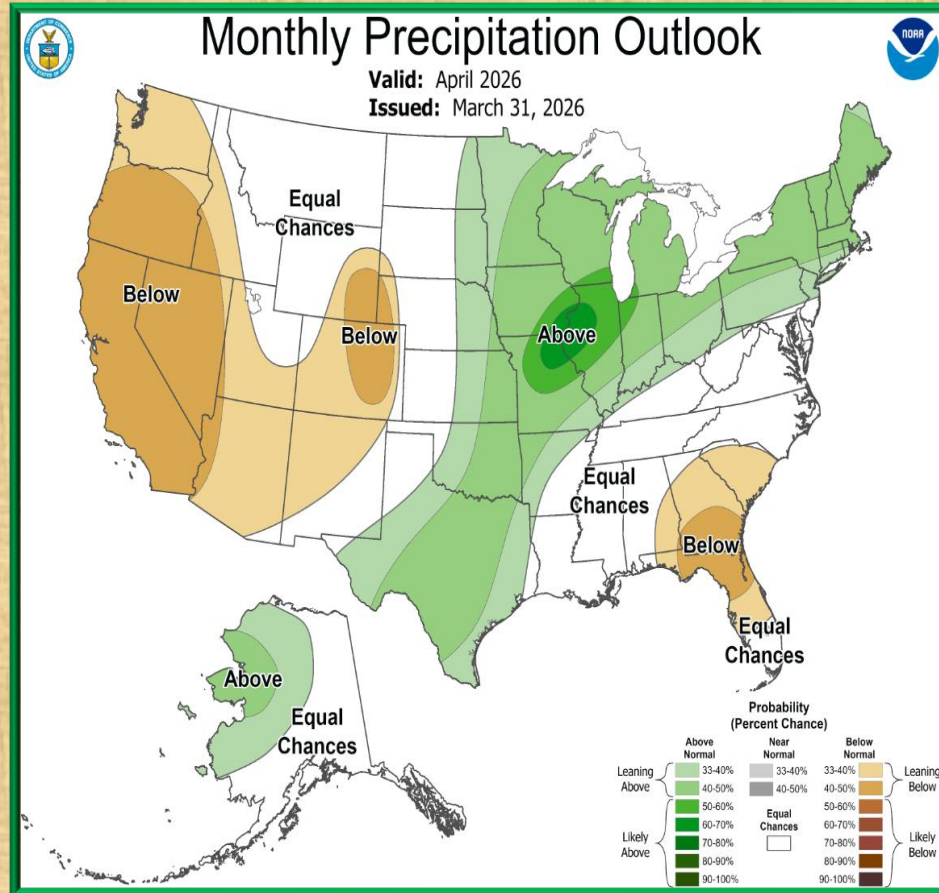 Monthly Precipitation Outlook
Valid: April 2026
Issued: March 31, 2026
NOAA
Equal
Chances
Below
Below
Above
Equal
Chances
Below
Equal
Chances
Above
Equal
Chances
Probability
(Percent Chance)
Above
Normal
Near
Normal
Below
Normal
Leaning
Above
33-40%
33-40%
33-40%
Leaning
Below
40-50%
40-50%
40-50%
Likely
Above
50-60%
Equal
Chances
50-60%
Likely
Below
60-70%
60-70%
70-80%
70-80%
80-90%
80-90%
90-100%
90-100%